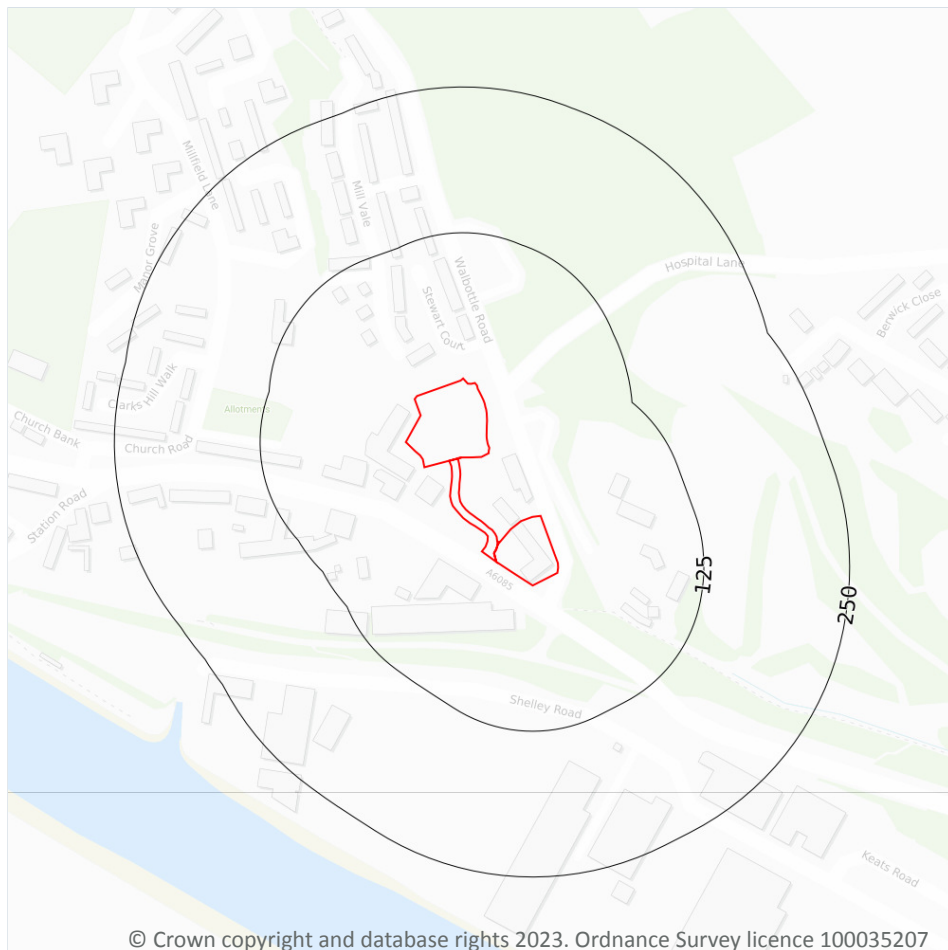 Millfield Lane
Mill Vale
Manor Grove
Walbottle Road
Hospital Lane
Stewart Court
Berwick Close
Clarks Hill Walk
Allotments
Church Bank
Church Road
Station Road
A6085
125
250
Shelley Road
Keats Road
© Crown copyright and database rights 2023. Ordnance Survey licence 100035207